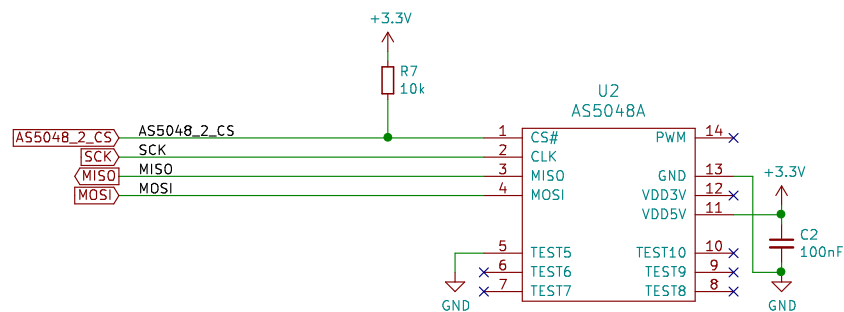 +3.3V
R7
10k
U2
AS5048A
AS5048_2_CS AS5048_2_CS 1 CS# PWM 14
SCK SCK 2 CLK
MISO MISO 3 MISO GND 13 +3.3V
MOSI MOSI 4 MOSI VDD3V 12
VDD5V 11
C2
100nF
5 TEST5 TEST10 10
6 TEST6 TEST9 9
7 TEST7 TEST8 8
GND GND